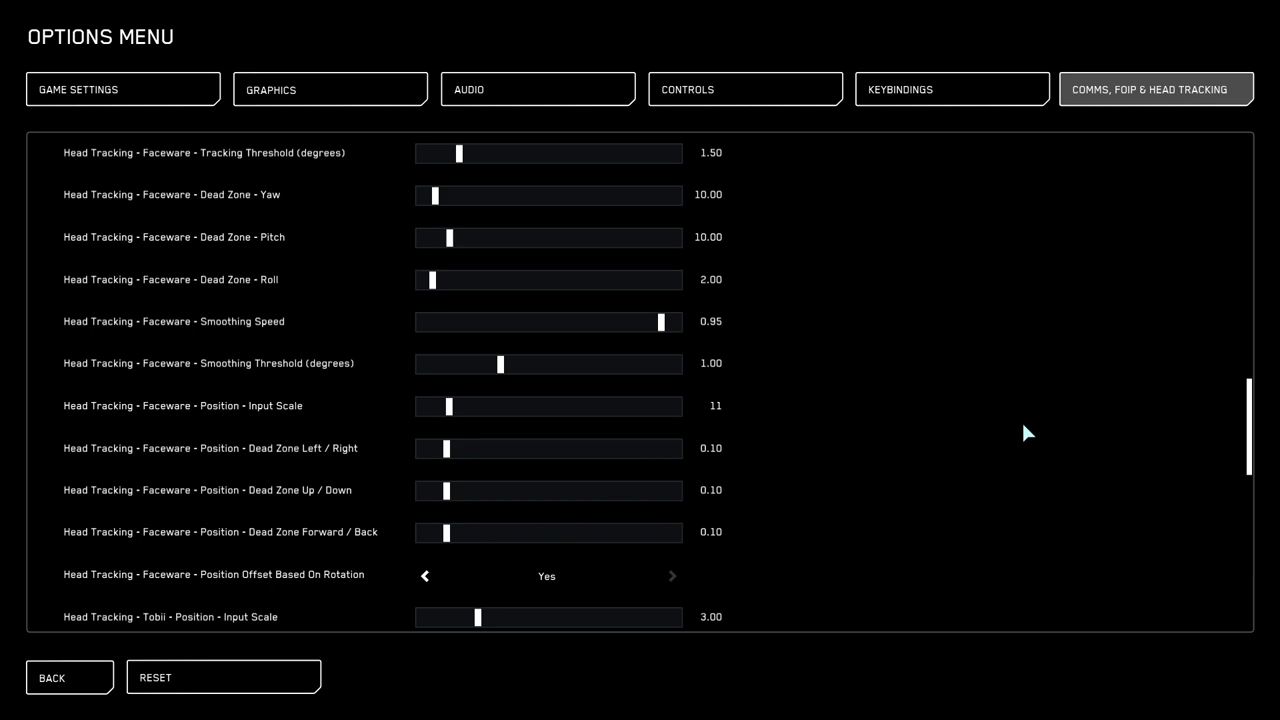 OPTIONS MENU
GAME SETTINGS
GRAPHICS
AUDIO
CONTROLS
KEYBINDINGS
COMMS, FOIP & HEAD TRACKING
Head Tracking - Faceware - Tracking Threshold (degrees) 1.50
Head Tracking - Faceware - Dead Zone - Yaw 10.00
Head Tracking - Faceware - Dead Zone - Pitch 10.00
Head Tracking - Faceware - Dead Zone - Roll 2.00
Head Tracking - Faceware - Smoothing Speed 0.95
Head Tracking - Faceware - Smoothing Threshold (degrees) 1.00
Head Tracking - Faceware - Position - Input Scale 11
Head Tracking - Faceware - Position - Dead Zone Left / Right 0.10
Head Tracking - Faceware - Position - Dead Zone Up / Down 0.10
Head Tracking - Faceware - Position - Dead Zone Forward / Back 0.10
Head Tracking - Faceware - Position Offset Based On Rotation Yes
Head Tracking - Tobii - Position - Input Scale 3.00
BACK
RESET